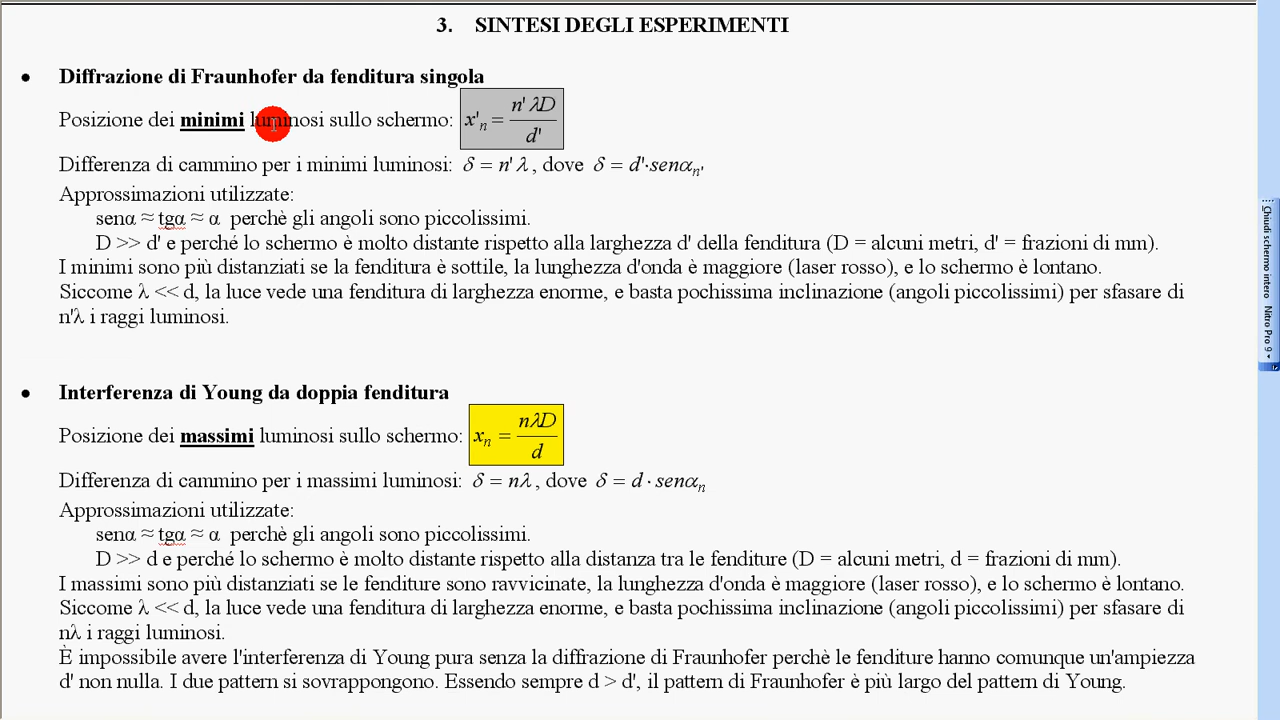 3. SINTESI DEGLI ESPERIMENTI
• Diffrazione di Fraunhofer da fenditura singola
Posizione dei minimi luminosi sullo schermo: x'n = n'λD / d'
Differenza di cammino per i minimi luminosi: δ = n'λ, dove δ = d'·senαn'
Approssimazioni utilizzate:
senα ≈ tgα ≈ α perchè gli angoli sono piccolissimi.
D >> d' e perché lo schermo è molto distante rispetto alla larghezza d' della fenditura (D = alcuni metri, d' = frazioni di mm).
I minimi sono più distanziati se la fenditura è sottile, la lunghezza d'onda è maggiore (laser rosso), e lo schermo è lontano.
Siccome λ << d, la luce vede una fenditura di larghezza enorme, e basta pochissima inclinazione (angoli piccolissimi) per sfasare di
n'λ i raggi luminosi.
• Interferenza di Young da doppia fenditura
Posizione dei massimi luminosi sullo schermo: xn = nλD / d
Differenza di cammino per i massimi luminosi: δ = nλ, dove δ = d · senαn
Approssimazioni utilizzate:
senα ≈ tgα ≈ α perchè gli angoli sono piccolissimi.
D >> d e perché lo schermo è molto distante rispetto alla distanza tra le fenditure (D = alcuni metri, d = frazioni di mm).
I massimi sono più distanziati se le fenditure sono ravvicinate, la lunghezza d'onda è maggiore (laser rosso), e lo schermo è lontano.
Siccome λ << d, la luce vede una fenditura di larghezza enorme, e basta pochissima inclinazione (angoli piccolissimi) per sfasare di
nλ i raggi luminosi.
È impossibile avere l'interferenza di Young pura senza la diffrazione di Fraunhofer perchè le fenditure hanno comunque un'ampiezza
d' non nulla. I due pattern si sovrappongono. Essendo sempre d > d', il pattern di Fraunhofer è più largo del pattern di Young.
Chiudi schermo intero
Nitro Pro 9